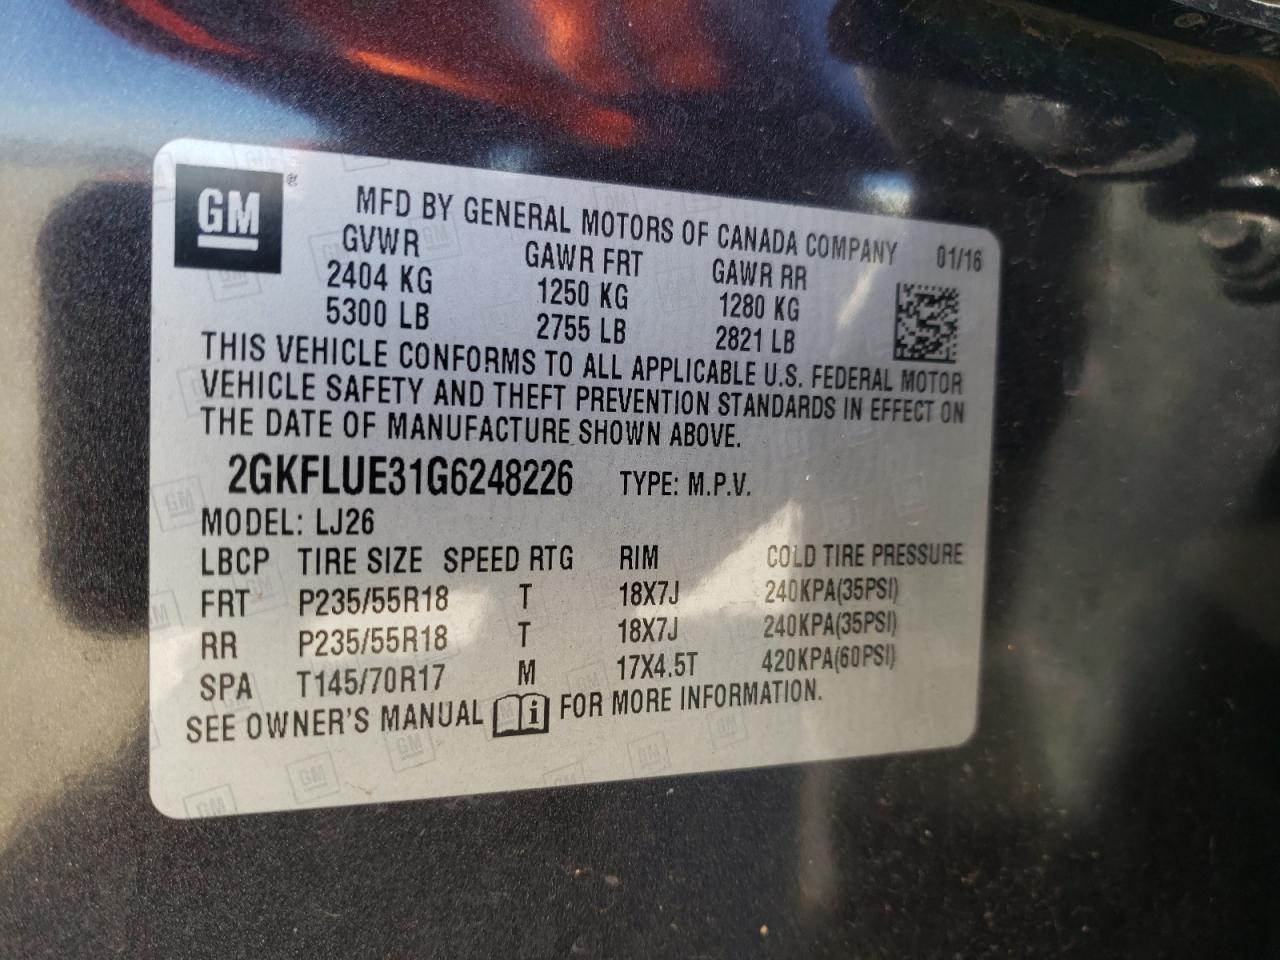 GM ®
MFD BY GENERAL MOTORS OF CANADA COMPANY 01/16
GVWR GAWR FRT GAWR RR
2404 KG 1250 KG 1280 KG
5300 LB 2755 LB 2821 LB
THIS VEHICLE CONFORMS TO ALL APPLICABLE U.S. FEDERAL MOTOR
VEHICLE SAFETY AND THEFT PREVENTION STANDARDS IN EFFECT ON
THE DATE OF MANUFACTURE SHOWN ABOVE.
2GKFLUE31G6248226 TYPE: M.P.V.
MODEL: LJ26
LBCP TIRE SIZE SPEED RTG RIM COLD TIRE PRESSURE
FRT P235/55R18 T 18X7J 240KPA(35PSI)
RR P235/55R18 T 18X7J 240KPA(35PSI)
SPA T145/70R17 M 17X4.5T 420KPA(60PSI)
SEE OWNER'S MANUAL i FOR MORE INFORMATION.